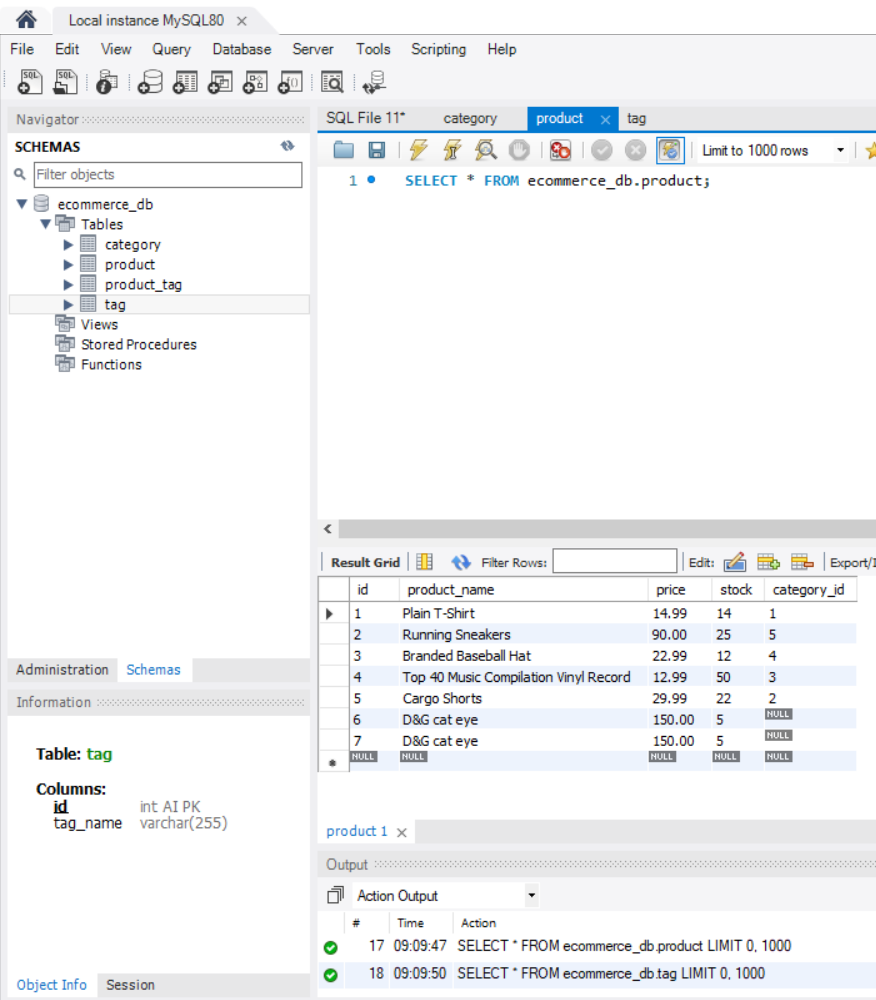 Local instance MySQL80 ×
File Edit View Query Database Server Tools Scripting Help
SQL SQL
Navigator
SCHEMAS
Filter objects
ecommerce_db
Tables
category
product
product_tag
tag
Views
Stored Procedures
Functions
Administration Schemas
Information
Table: tag
Columns:
id int AI PK
tag_name varchar(255)
Object Info Session
SQL File 11* category product × tag
Limit to 1000 rows
1 SELECT * FROM ecommerce_db.product;
Result Grid Filter Rows: Edit: Export/I
id product_name price stock category_id
1 Plain T-Shirt 14.99 14 1
2 Running Sneakers 90.00 25 5
3 Branded Baseball Hat 22.99 12 4
4 Top 40 Music Compilation Vinyl Record 12.99 50 3
5 Cargo Shorts 29.99 22 2
6 D&G cat eye 150.00 5 NULL
7 D&G cat eye 150.00 5 NULL
NULL NULL NULL NULL NULL
product 1 ×
Output
Action Output
# Time Action
17 09:09:47 SELECT * FROM ecommerce_db.product LIMIT 0, 1000
18 09:09:50 SELECT * FROM ecommerce_db.tag LIMIT 0, 1000